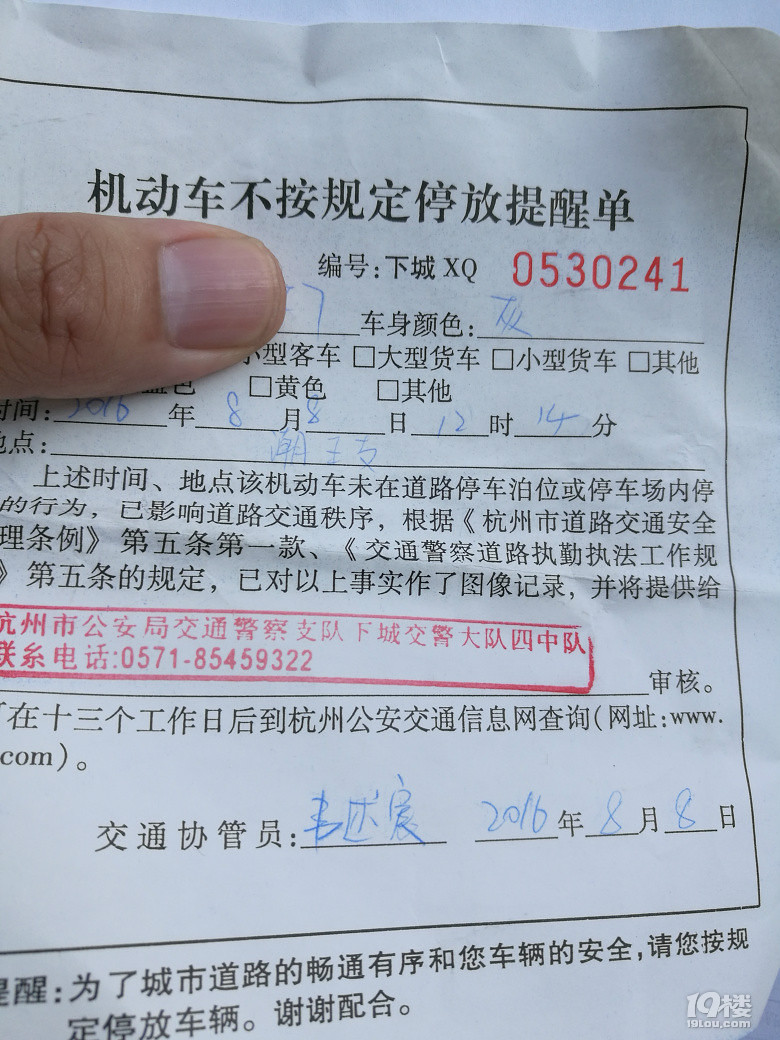 机动车不按规定停放提醒单
编号:下城 XQ 0530241
车身颜色: 灰
小型客车 □大型货车 □小型货车 □其他
蓝色 □黄色 □其他
时间: 2016 年 8 月 8 日 12 时 14 分
地点: 潮王
上述时间、地点该机动车未在道路停车泊位或停车场内停
的行为，已影响道路交通秩序，根据《杭州市道路交通安全
理条例》第五条第一款、《交通警察道路执勤执法工作规
》第五条的规定，已对以上事实作了图像记录，并将提供给
杭州市公安局交通警察支队下城交警大队四中队
联系电话:0571-85459322
审核。
在十三个工作日后到杭州公安交通信息网查询(网址:www.
com)。
交通协管员: 2016 年 8 月 8 日
提醒:为了城市道路的畅通有序和您车辆的安全,请您按规
定停放车辆。谢谢配合。
19楼
19lou.com